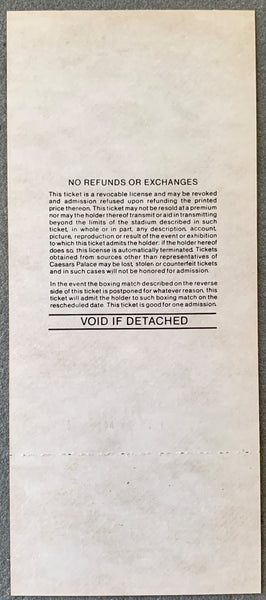 NO REFUNDS OR EXCHANGES
This ticket is a revocable license and may be revoked
and admission refused upon refunding the printed
price thereon. This ticket may not be resold at a premium
nor may the holder thereof transmit or aid in transmitting
beyond the limits of the stadium described in such
ticket, in whole or in part, any description, account,
picture, reproduction or result of the event or exhibition
to which this ticket admits the holder: if the holder hereof
does so, this license is automatically terminated. Tickets
obtained from sources other than representatives of
Caesars Palace may be lost, stolen or counterfeit tickets
and in such cases will not be honored for admission.
In the event the boxing match described on the reverse
side of this ticket is postponed for whatever reason, this
ticket will admit the holder to such boxing match on the
rescheduled date. This ticket is good for one admission.
VOID IF DETACHED